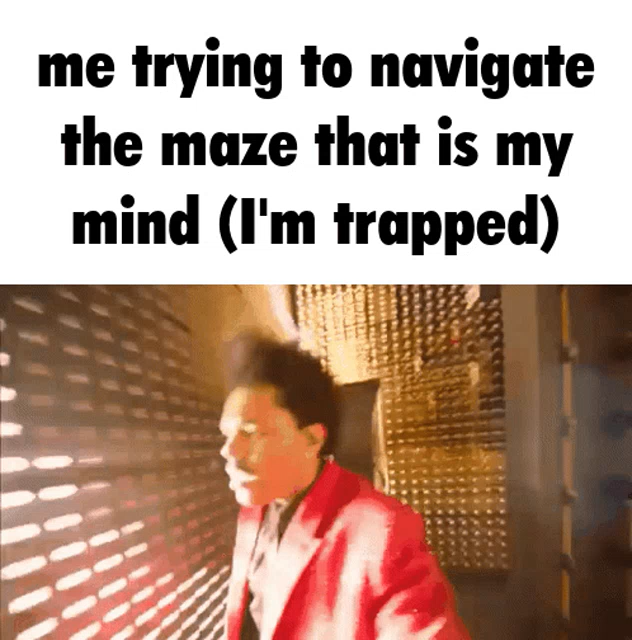 me trying to navigate
the maze that is my
mind (I'm trapped)